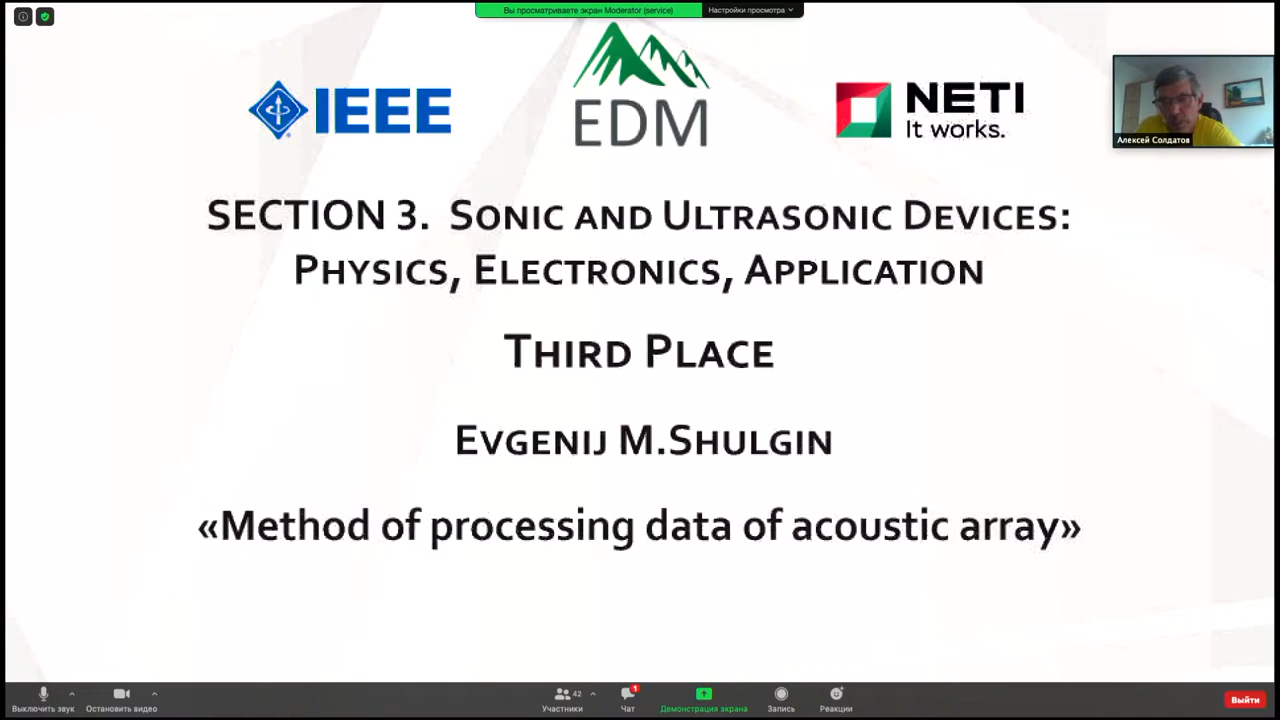 Вы просматриваете экран Moderator (service)
Настройки просмотра
IEEE
EDM
NETI
It works.
Алексей Солдатов
SECTION 3. SONIC AND ULTRASONIC DEVICES:
PHYSICS, ELECTRONICS, APPLICATION
THIRD PLACE
EVGENIJ M.SHULGIN
«Method of processing data of acoustic array»
Выключить звук
Остановить видео
42
Участники
1
Чат
Демонстрация экрана
Запись
Реакции
Выйти